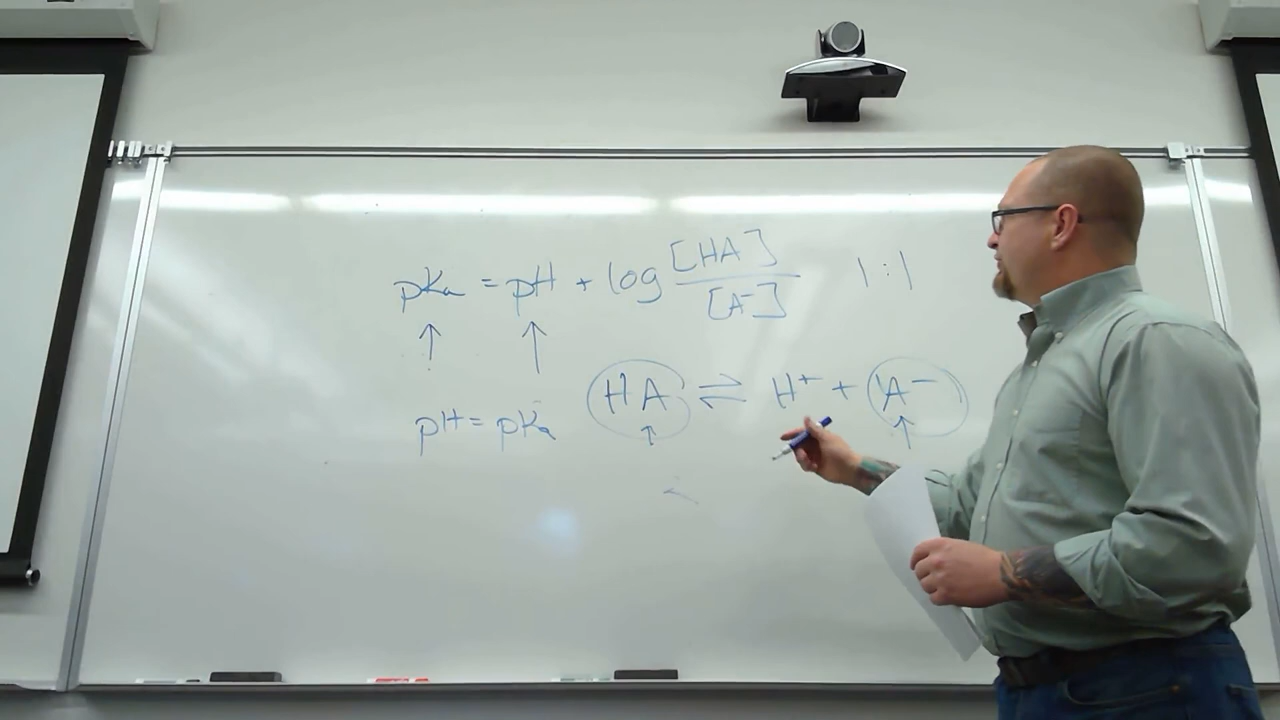 pKa = pH + log [HA] / [A-] 1:1
↑ ↑
HA ⇌ H+ + A−
↑ ↑
pH = pKa